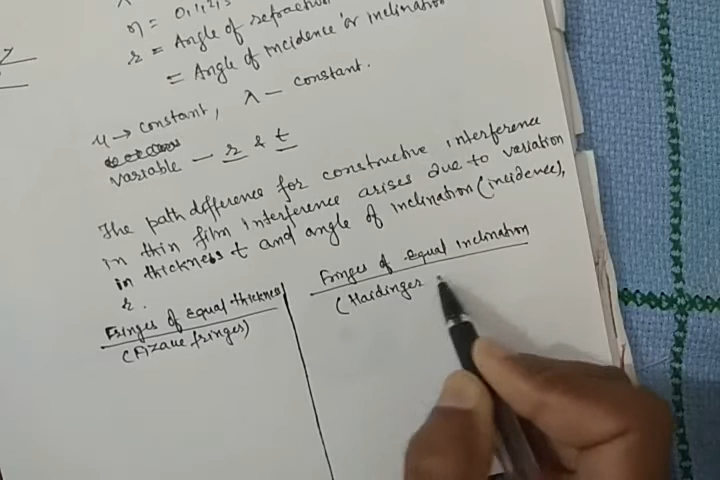 η = 0,1,2,3
r = Angle of refraction
= Angle of incidence or inclination
μ → constant, λ — constant.
variable — r & t
The path difference for constructive interference
in thin film interference arises due to variation
in thickness t and angle of inclination (incidence),
r.
Fringes of Equal thickness
(Fizaue fringes)
Fringes of equal inclination
(Haidinger